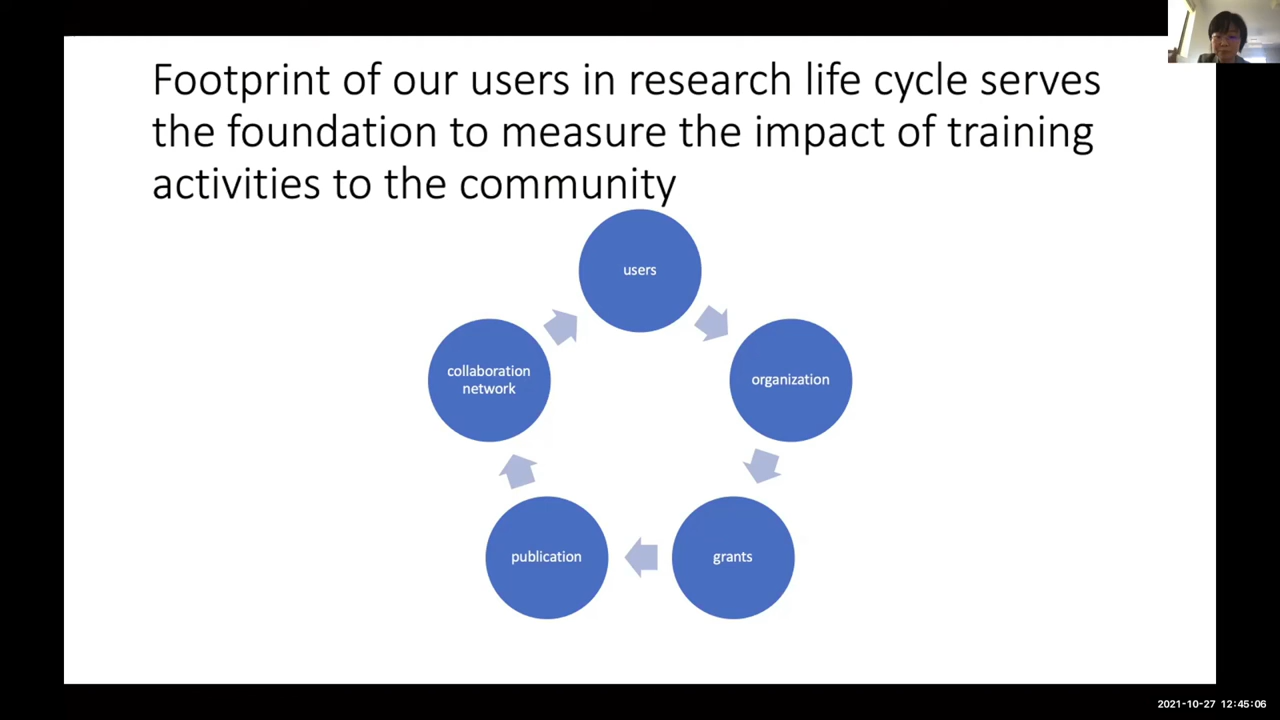 Footprint of our users in research life cycle serves
the foundation to measure the impact of training
activities to the community
users
organization
grants
publication
collaboration
network
2021-10-27 12:45:06